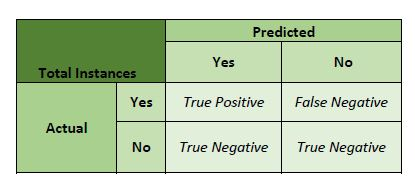 Predicted
Total Instances
Yes
No
Actual
Yes
True Positive
False Negative
No
True Negative
True Negative